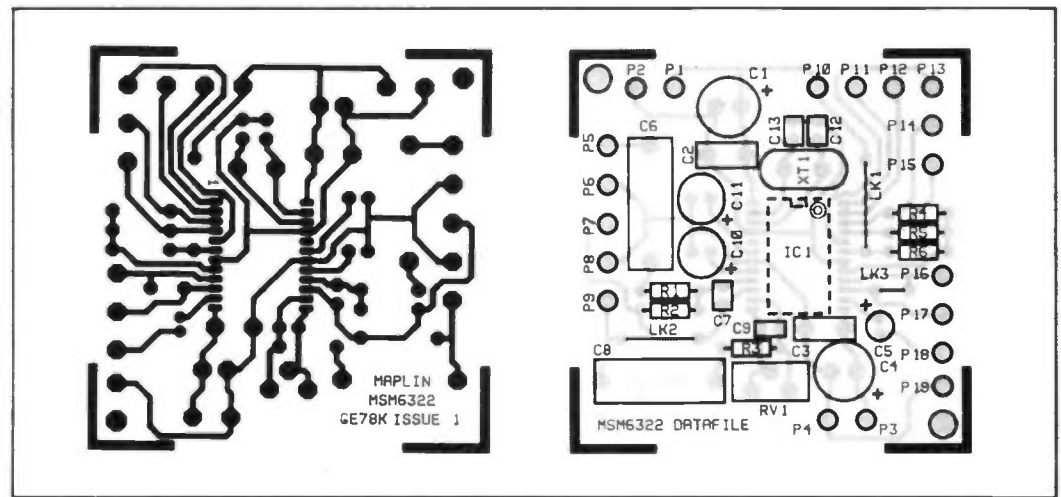 1
MAPLIN
MSM6322
GE78K ISSUE 1
P2 P1 C1 P10 P11 P12 P13
+
P14
P5 C6 C2 C13 C12
P15
XT1 LK1
P6 C11
+
R4
P7 C10 IC1 R5
R6
P8 + LK3 P16
P9 R1 C7 +
R2 P17
LK2 C9 C3 C5
R3 P18
C8 C4
RV1 + P19
MSM6322 DATAFILE P4 P3